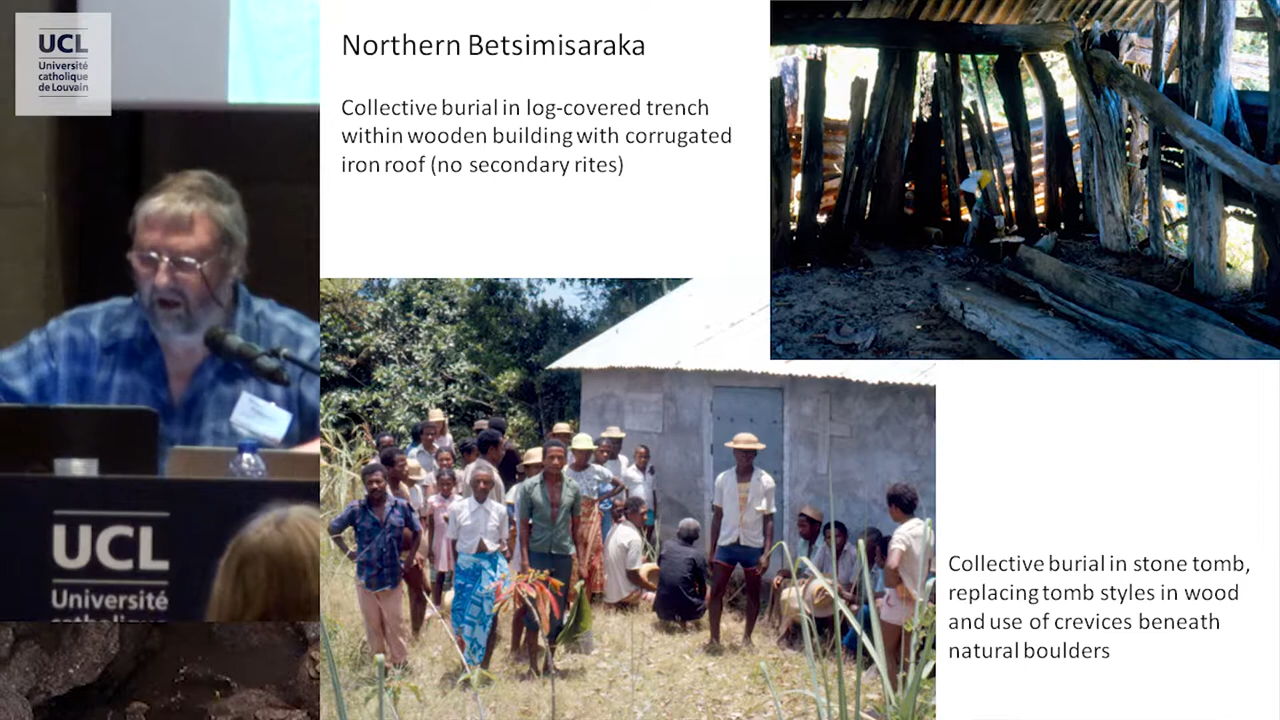 UCL
Université
catholique
de Louvain
Northern Betsimisaraka
Collective burial in log-covered trench
within wooden building with corrugated
iron roof (no secondary rites)
UCL
Université
catholique
Collective burial in stone tomb,
replacing tomb styles in wood
and use of crevices beneath
natural boulders